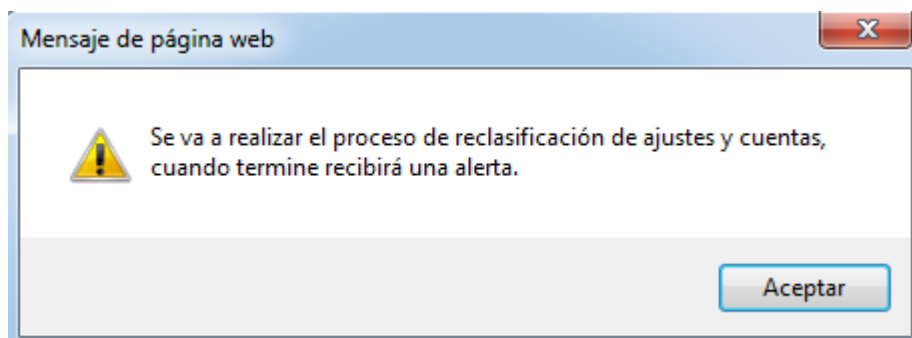 Mensaje de página web
Se va a realizar el proceso de reclasificación de ajustes y cuentas,
cuando termine recibirá una alerta.
Aceptar